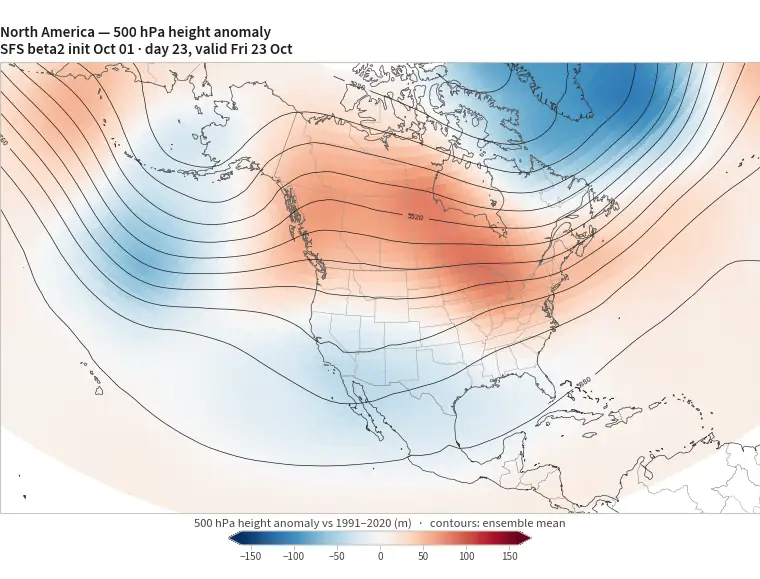 North America — 500 hPa height anomaly
SFS beta2 init Oct 01 · day 23, valid Fri 23 Oct
5520
500 hPa height anomaly vs 1991–2020 (m) · contours: ensemble mean
−150 −100 −50 0 50 100 150